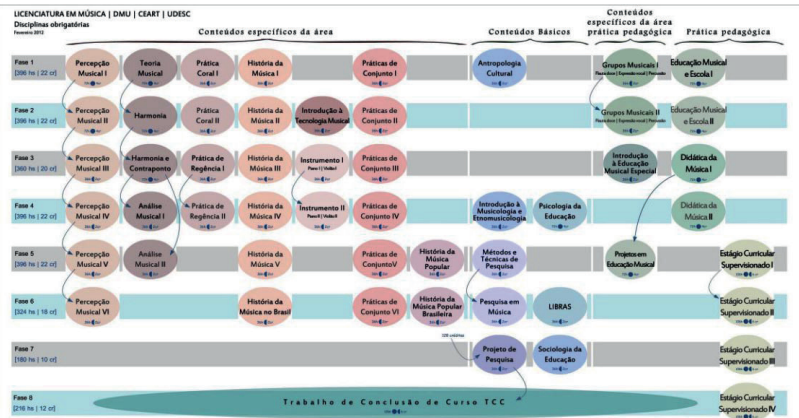 LICENCIATURA EM MÚSICA | DMU | CEART | UDESC
Disciplinas obrigatórias
Fevereiro 2012
Conteúdos específicos da área
Conteúdos Básicos
Conteúdos
específicos da área
prática pedagógica
Prática pedagógica
Fase 1
[396 hs | 22 cr]
Percepção
Musical I
Teoria
Musical
Prática
Coral I
História da
Música I
Práticas de
Conjunto I
Antropologia
Cultural
Grupos Musicais I
Educação Musical
e Escola I
Fase 2
[396 hs | 22 cr]
Percepção
Musical II
Harmonia
Prática
Coral II
História da
Música II
Introdução à
Tecnologia Musical
Práticas de
Conjunto II
Grupos Musicais II
Educação Musical
e Escola II
Fase 3
[360 hs | 20 cr]
Percepção
Musical III
Harmonia e
Contraponto
Prática de
Regência I
História da
Música III
Instrumento I
Piano I | Violão I
Práticas de
Conjunto III
Introdução
à Educação
Musical Especial
Didática da
Música I
Fase 4
[396 hs | 22 cr]
Percepção
Musical IV
Análise
Musical I
Prática de
Regência II
História da
Música IV
Instrumento II
Piano II | Violão II
Práticas de
Conjunto IV
Introdução à
Musicologia e
Etnomusicologia
Psicologia da
Educação
Didática da
Música II
Fase 5
[396 hs | 22 cr]
Percepção
Musical V
Análise
Musical II
História da
Música V
Práticas de
ConjuntoV
História da
Música
Popular
Métodos e
Técnicas de
Pesquisa
Projetos em
Educação Musical
Estágio Curricular
Supervisionado I
Fase 6
[324 hs | 18 cr]
Percepção
Musical VI
História da
Música no Brasil
Práticas de
Conjunto VI
História da
Música Popular
Brasileira
Pesquisa em
Música
LIBRAS
Estágio Curricular
Supervisionado II
Fase 7
[180 hs | 10 cr]
Projeto de
Pesquisa
Sociologia da
Educação
Estágio Curricular
Supervisionado III
Fase 8
[216 hs | 12 cr]
Trabalho de Conclusão de Curso TCC
Estágio Curricular
Supervisionado IV